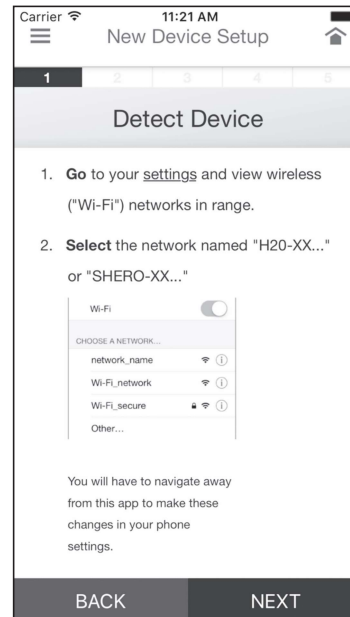 Carrier 11:21 AM
New Device Setup
1 2 3 4 5
Detect Device
1. Go to your settings and view wireless
("Wi-Fi") networks in range.
2. Select the network named "H20-XX..."
or "SHERO-XX..."
Wi-Fi
CHOOSE A NETWORK...
network_name
Wi-Fi_network
Wi-Fi_secure
Other...
You will have to navigate away
from this app to make these
changes in your phone
settings.
BACK NEXT